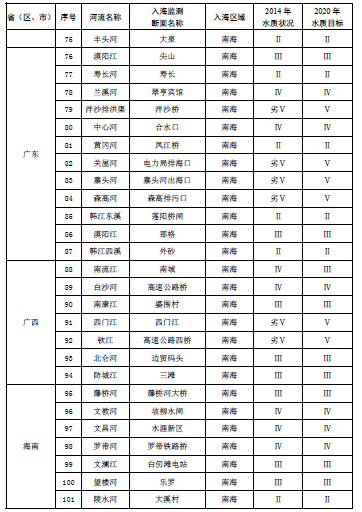 省（区、市） 序号 河流名称 入海监测断面名称 入海区域 2014 年水质状况 2020 年水质目标
75 丰头河 大泉 南海 Ⅱ Ⅱ
广东 76 漠阳江 尖山 南海 Ⅲ Ⅲ
77 寿长河 寿长 南海 Ⅱ Ⅱ
78 兰溪河 翠亨宾馆 南海 Ⅳ Ⅳ
79 泮沙排洪渠 泮沙桥 南海 劣Ⅴ Ⅴ
80 中心河 合水口 南海 Ⅳ Ⅳ
81 黄冈河 凤江桥 南海 Ⅱ Ⅱ
82 关屋河 电力局排海口 南海 劣Ⅴ Ⅴ
83 寨头河 寨头河出海口 南海 劣Ⅴ Ⅴ
84 森高河 森高排污口 南海 劣Ⅴ Ⅴ
85 韩江东溪 莲阳桥闸 南海 Ⅱ Ⅱ
86 漠阳江 那格 南海 Ⅲ Ⅲ
87 韩江西溪 外砂 南海 Ⅱ Ⅱ
广西 88 南流江 南域 南海 Ⅳ Ⅲ
89 白沙河 高速公路桥 南海 Ⅳ Ⅳ
90 南康江 婆围村 南海 Ⅲ Ⅲ
91 西门江 西门江 南海 劣Ⅴ Ⅴ
92 钦江 高速公路西桥 南海 劣Ⅴ Ⅴ
93 北仑河 边贸码头 南海 Ⅲ Ⅲ
94 防城江 三滩 南海 Ⅲ Ⅲ
海南 95 藤桥河 藤桥河大桥 南海 Ⅲ Ⅲ
96 文教河 坡柳水闸 南海 Ⅳ Ⅳ
97 文昌河 水涯新区 南海 Ⅳ Ⅳ
98 罗带河 罗带铁路桥 南海 Ⅳ Ⅳ
99 文澜江 白仞滩电站 南海 Ⅲ Ⅲ
100 望楼河 乐罗 南海 Ⅲ Ⅲ
101 陵水河 大溪村 南海 Ⅱ Ⅱ